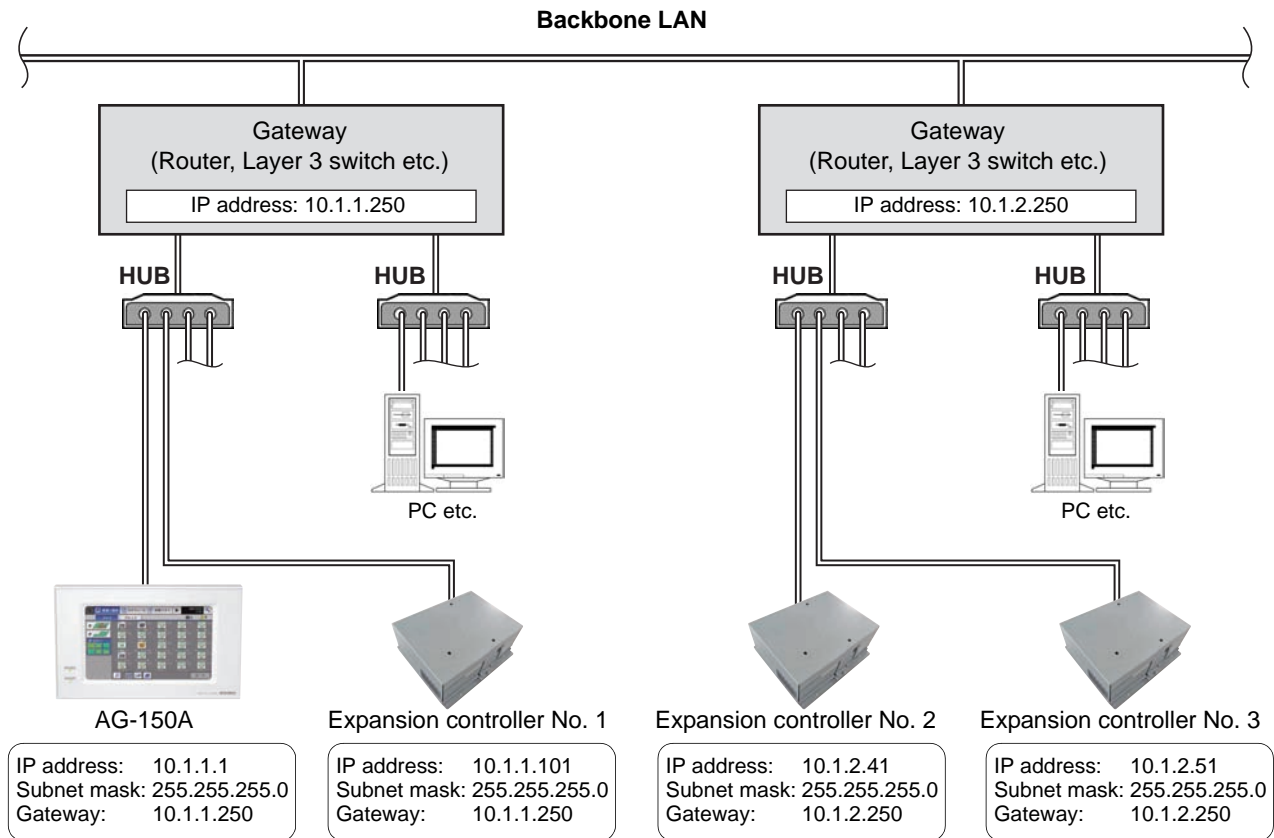 Backbone LAN
Gateway
(Router, Layer 3 switch etc.)
IP address: 10.1.1.250
Gateway
(Router, Layer 3 switch etc.)
IP address: 10.1.2.250
HUB
HUB
HUB
HUB
PC etc.
PC etc.
AG-150A
Expansion controller No. 1
Expansion controller No. 2
Expansion controller No. 3
IP address: 10.1.1.1
Subnet mask: 255.255.255.0
Gateway: 10.1.1.250
IP address: 10.1.1.101
Subnet mask: 255.255.255.0
Gateway: 10.1.1.250
IP address: 10.1.2.41
Subnet mask: 255.255.255.0
Gateway: 10.1.2.250
IP address: 10.1.2.51
Subnet mask: 255.255.255.0
Gateway: 10.1.2.250